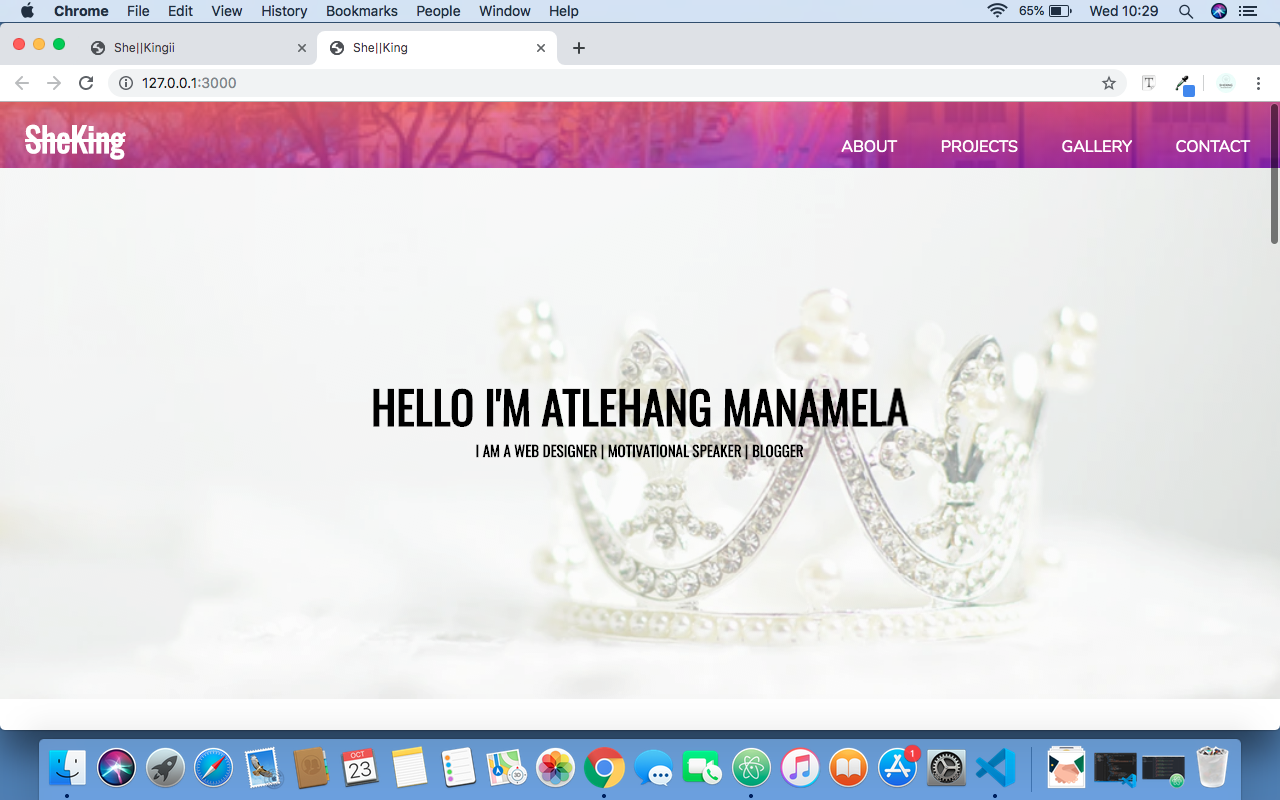 Chrome File Edit View History Bookmarks People Window Help 65% Wed 10:29
She||Kingii She||King
127.0.0.1:3000
SheKing ABOUT PROJECTS GALLERY CONTACT
HELLO I'M ATLEHANG MANAMELA
I AM A WEB DESIGNER | MOTIVATIONAL SPEAKER | BLOGGER
OCT
23
1